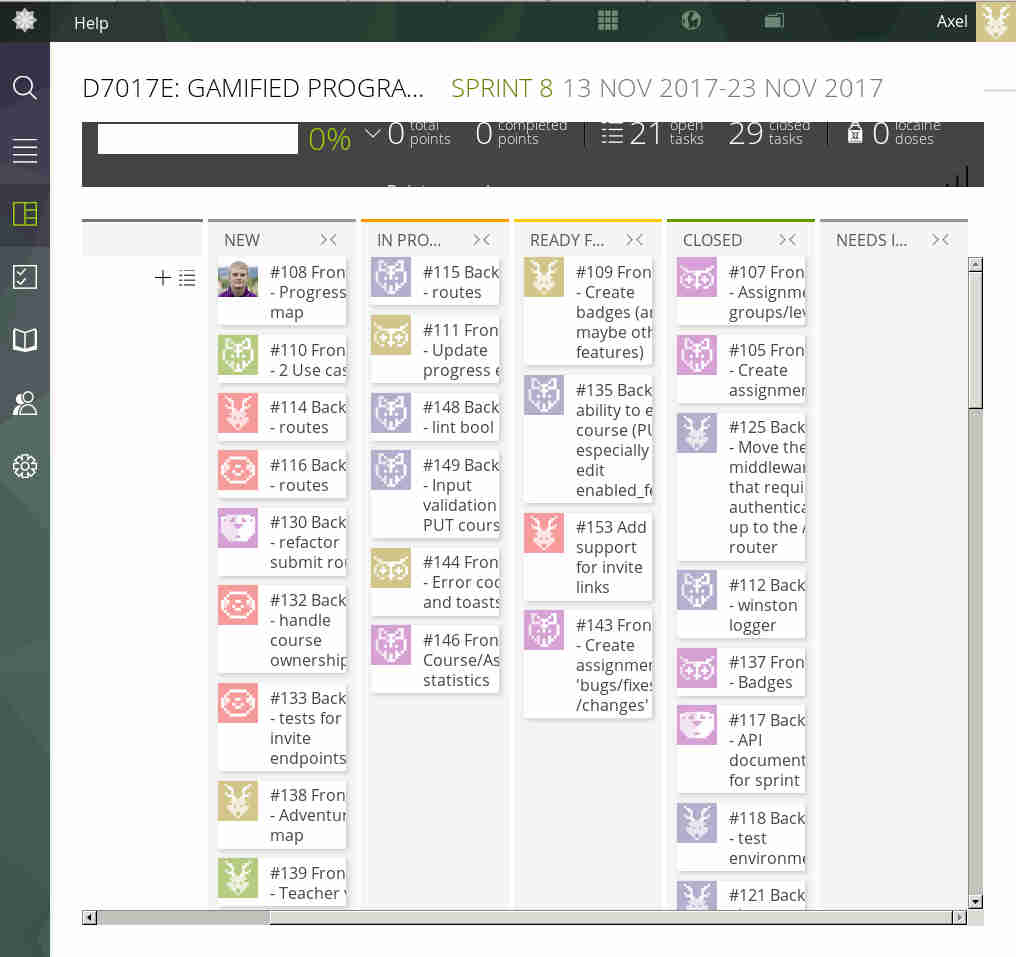 Help
Axel
D7017E: GAMIFIED PROGRA... SPRINT 8 13 NOV 2017-23 NOV 2017
0% 0 total points 0 completed points 21 open tasks 29 closed tasks 0 iocaine doses
NEW
IN PRO...
READY F...
CLOSED
NEEDS I...
#108 Fron
- Progress
map
#110 Fron
- 2 Use cas
#114 Back
- routes
#116 Back
- routes
#130 Back
- refactor
submit rou
#132 Back
- handle
course
ownership
#133 Back
- tests for
invite
endpoints
#138 Fron
- Adventur
map
#139 Fron
- Teacher v
#115 Back
- routes
#111 Fron
- Update
progress e
#148 Back
- lint bool
#149 Back
- Input
validation
PUT cours
#144 Fron
- Error cod
and toasts
#146 Fron
Course/As
statistics
#109 Fron
- Create
badges (an
maybe oth
features)
#135 Back
ability to e
course (PU
especially
edit
enabled_fe
#153 Add
support
for invite
links
#143 Fron
- Create
assignmen
'bugs/fixes
/changes'
#107 Fron
- Assignme
groups/lev
#105 Fron
- Create
assignmen
#125 Back
- Move the
middlewar
that requi
authentica
up to the /
router
#112 Back
- winston
logger
#137 Fron
- Badges
#117 Back
- API
document
for sprint
#118 Back
- test
environme
#121 Back